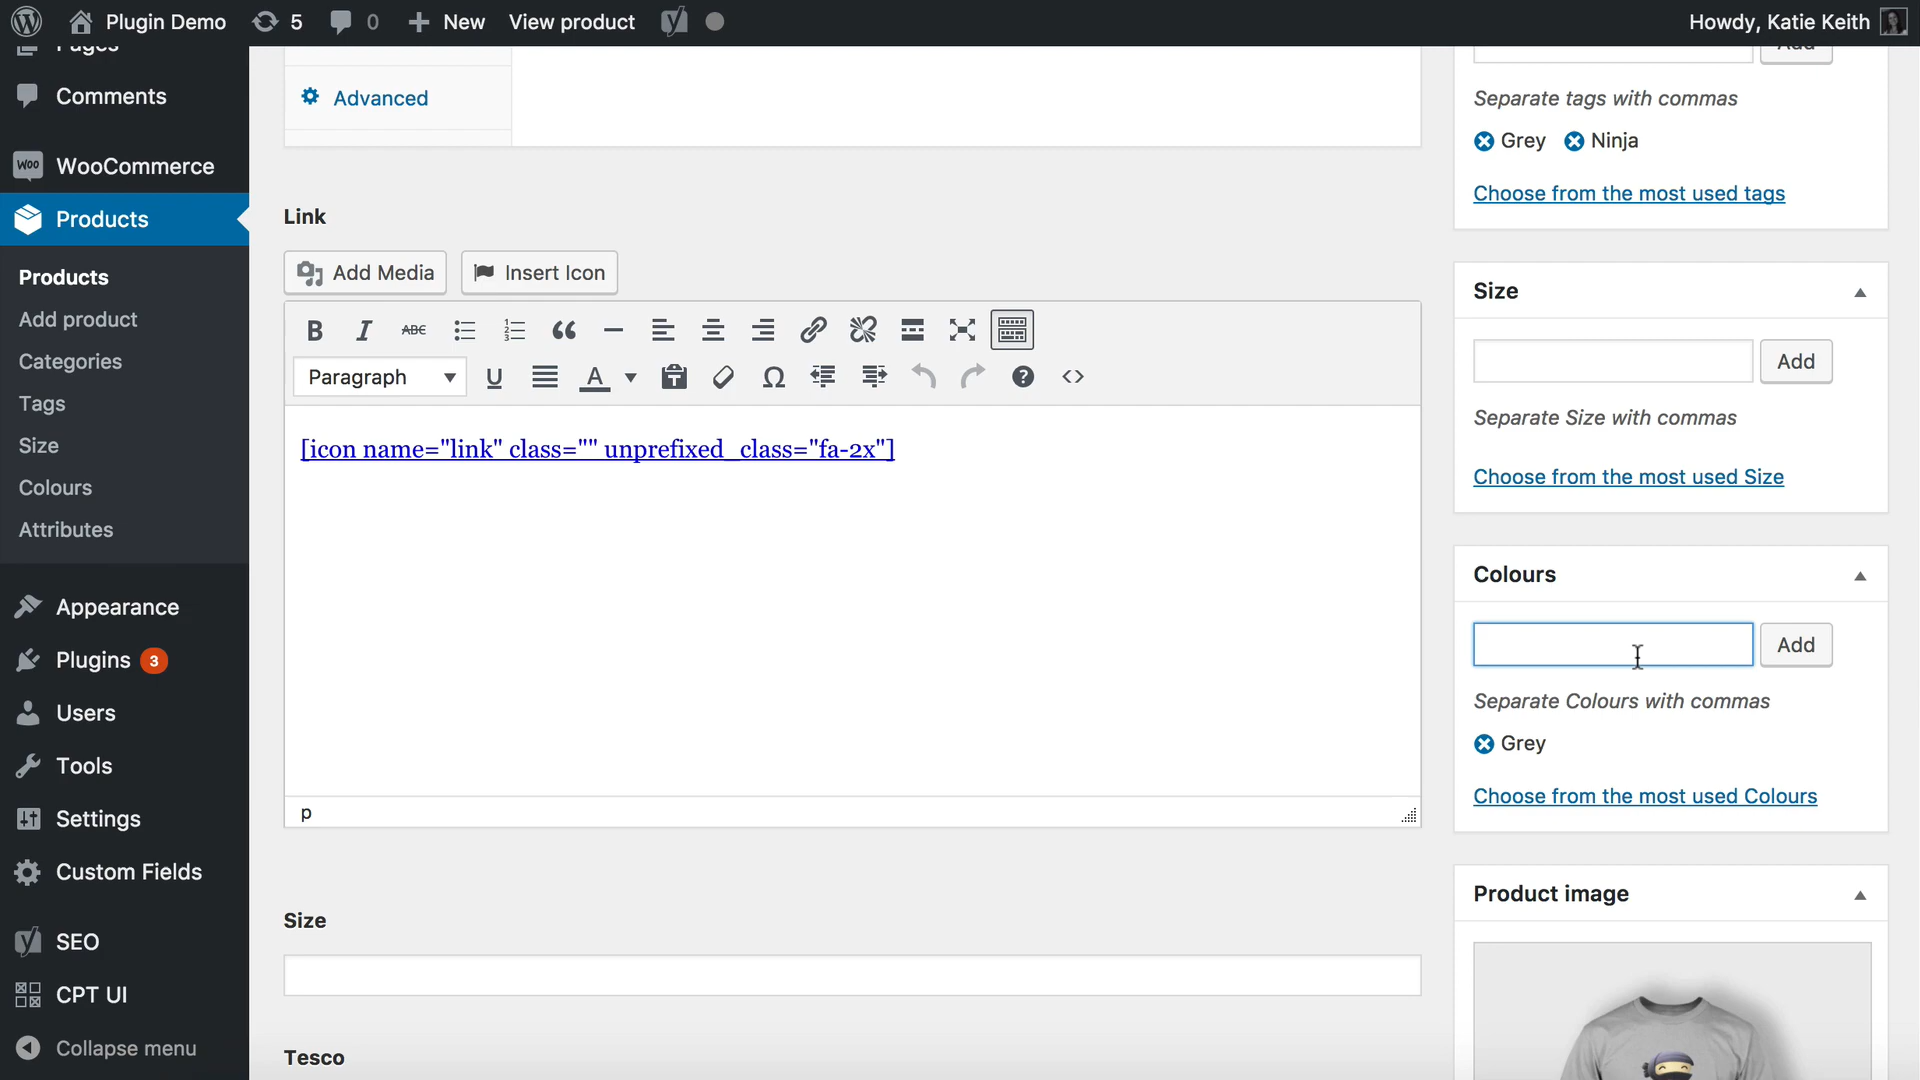 Plugin Demo 5 0 New View product Howdy, Katie Keith
Pages
Comments
WooCommerce
Products
Products
Add product
Categories
Tags
Size
Colours
Attributes
Appearance
Plugins 3
Users
Tools
Settings
Custom Fields
SEO
CPT UI
Collapse menu
Advanced
Link
Add Media Insert Icon
B I ABC
Paragraph U A Ω ? <>
[icon name="link" class="" unprefixed_class="fa-2x"]
p
Size
Tesco
Add
Separate tags with commas
Grey Ninja
Choose from the most used tags
Size
Add
Separate Size with commas
Choose from the most used Size
Colours
Add
Separate Colours with commas
Grey
Choose from the most used Colours
Product image